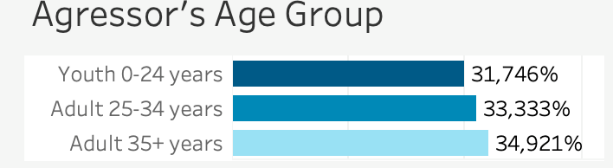 Agressor's Age Group
Youth 0-24 years 31,746%
Adult 25-34 years 33,333%
Adult 35+ years 34,921%